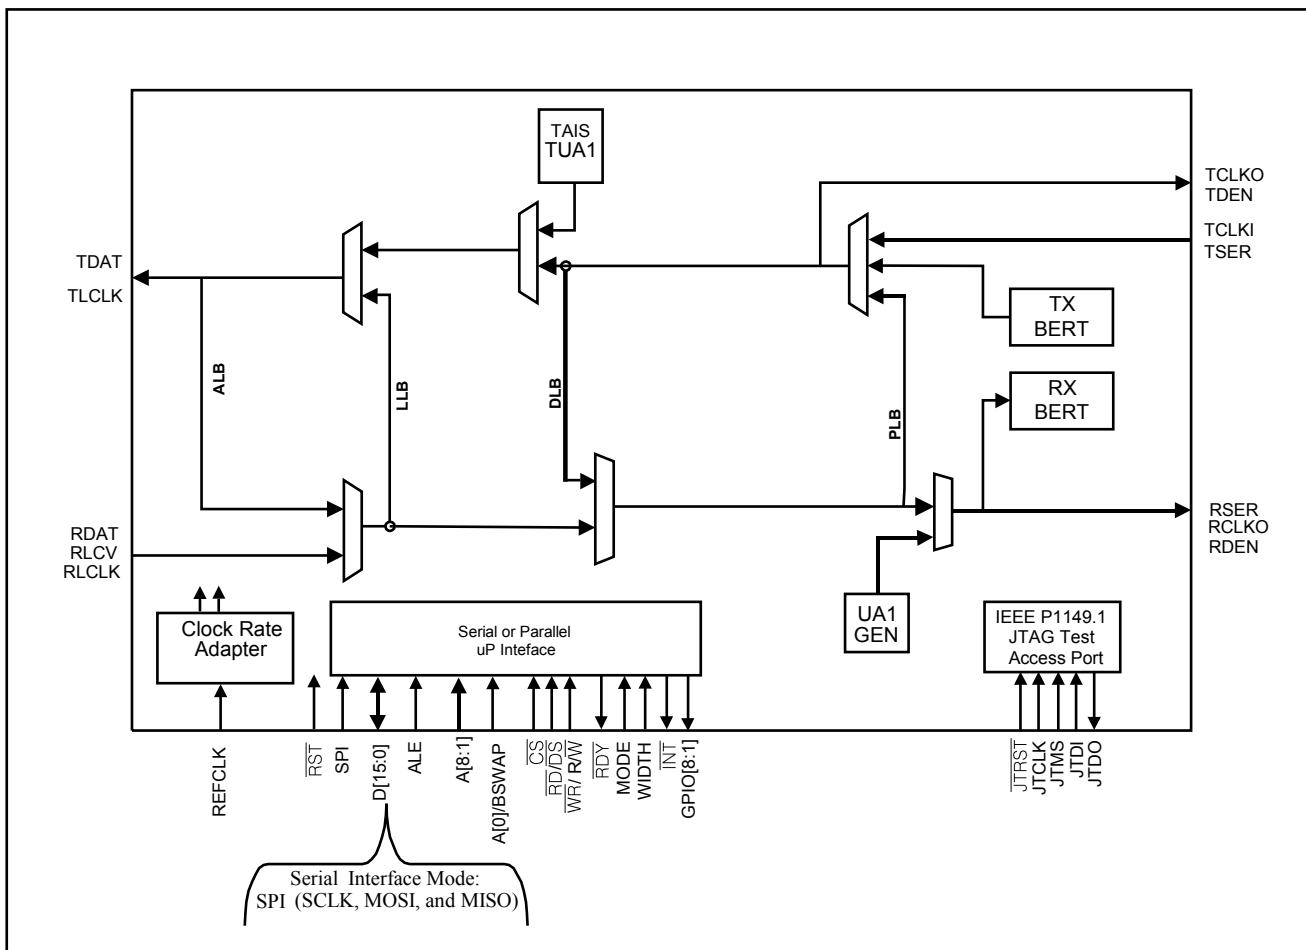 TAIS
TUA1
TCLKO
TDEN
TCLKI
TSER
TDAT
TLCLK
TX
BERT
RX
BERT
ALB
LLB
DLB
PLB
RDAT
RLCV
RLCLK
RSER
RCLKO
RDEN
Clock Rate
Adapter
Serial or Parallel
uP Inteface
UA1
GEN
IEEE P1149.1
JTAG Test
Access Port
REFCLK
RST
SPI
D[15:0]
ALE
A[8:1]
A[0]/BSWAP
CS
RD/DS
WR/ R/W
RDY
MODE
WIDTH
INT
GPIO[8:1]
JTRST
JTCLK
JTMS
JTDI
JTDO
Serial Interface Mode:
SPI (SCLK, MOSI, and MISO)